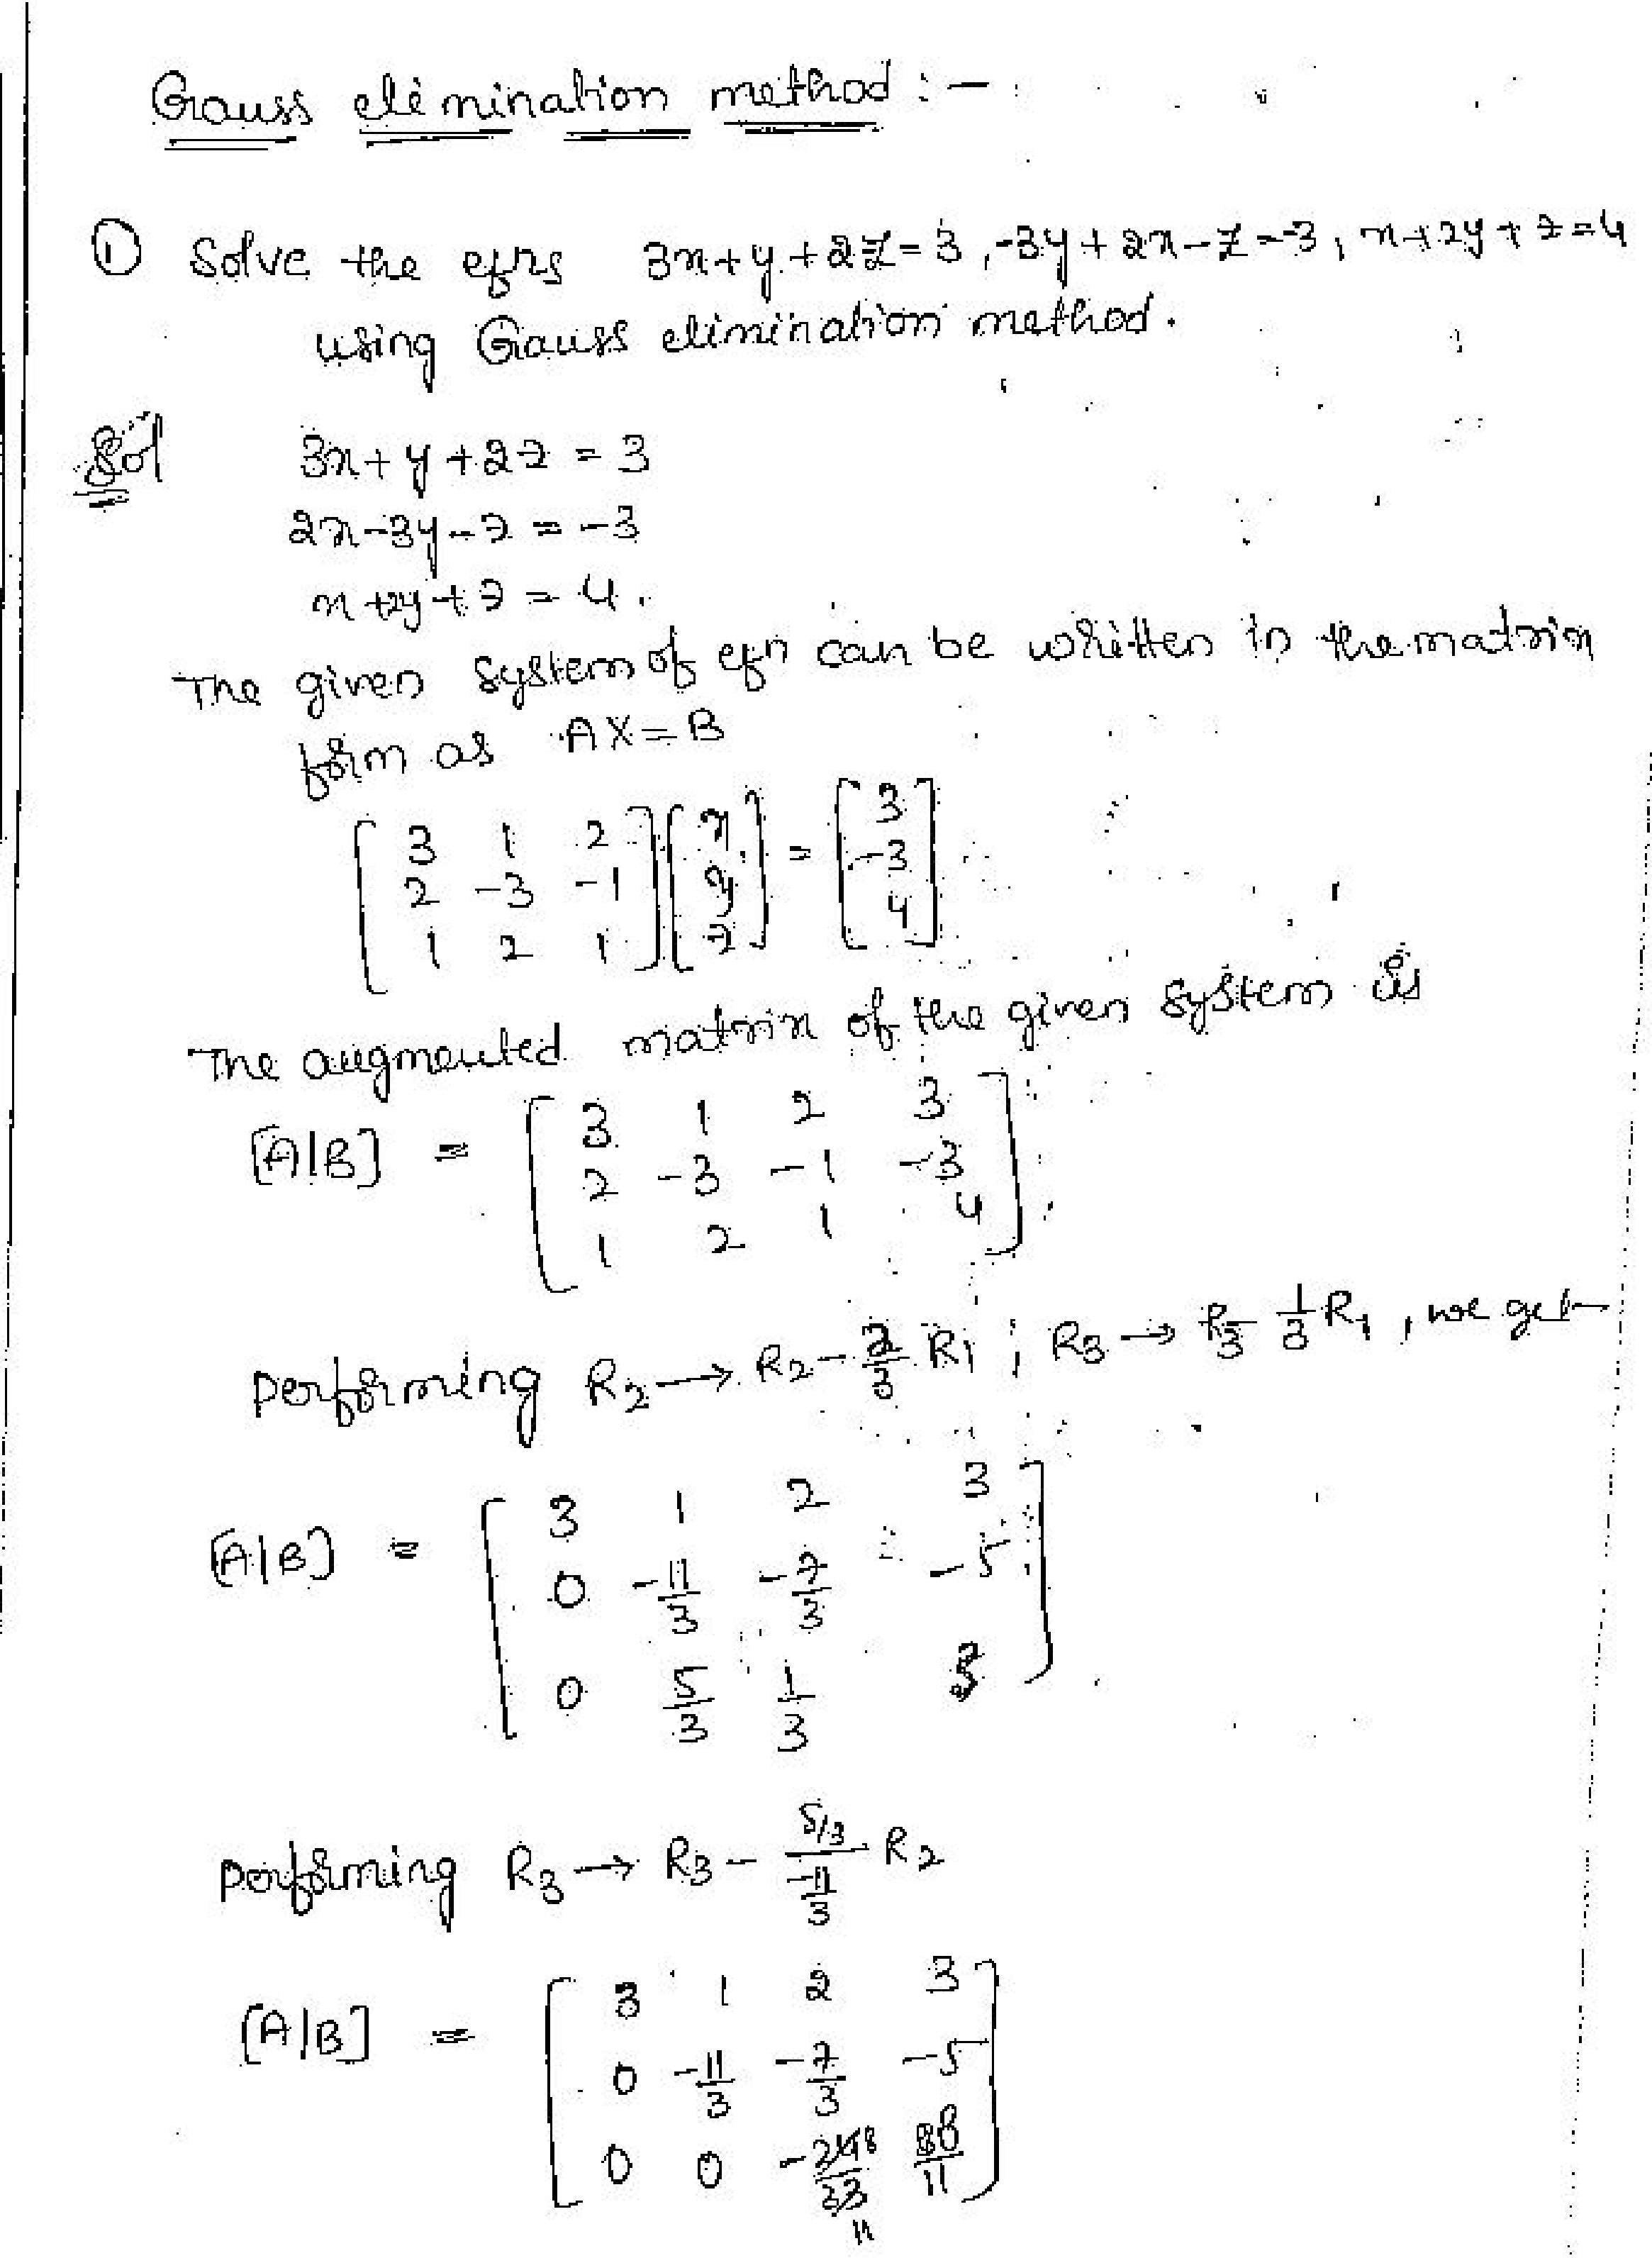 Gauss elimination method :-
① Solve the eqns 3x+y+2z=3, -3y+2x-z=-3, x+2y+z=4
using Gauss elimination method.
Sol 3x+y+2z = 3
2x-3y-z = -3
x+2y+z = 4.
The given system of eqn can be written in the matrix
form as AX=B
[3 1 2; 2 -3 -1; 1 2 1] [x; y; z] = [3; -3; 4]
The augmented matrix of the given system is
[A|B] = [3 1 2 3; 2 -3 -1 -3; 1 2 1 4]
Performing R2 → R2 - 2/3 R1 ; R3 → R3 - 1/3 R1, we get
[A|B] = [3 1 2 3; 0 -11/3 -7/3 -5; 0 5/3 1/3 3]
Performing R3 → R3 - (5/3)/(-11/3) R2
[A|B] = [3 1 2 3; 0 -11/3 -7/3 -5; 0 0 8/11]